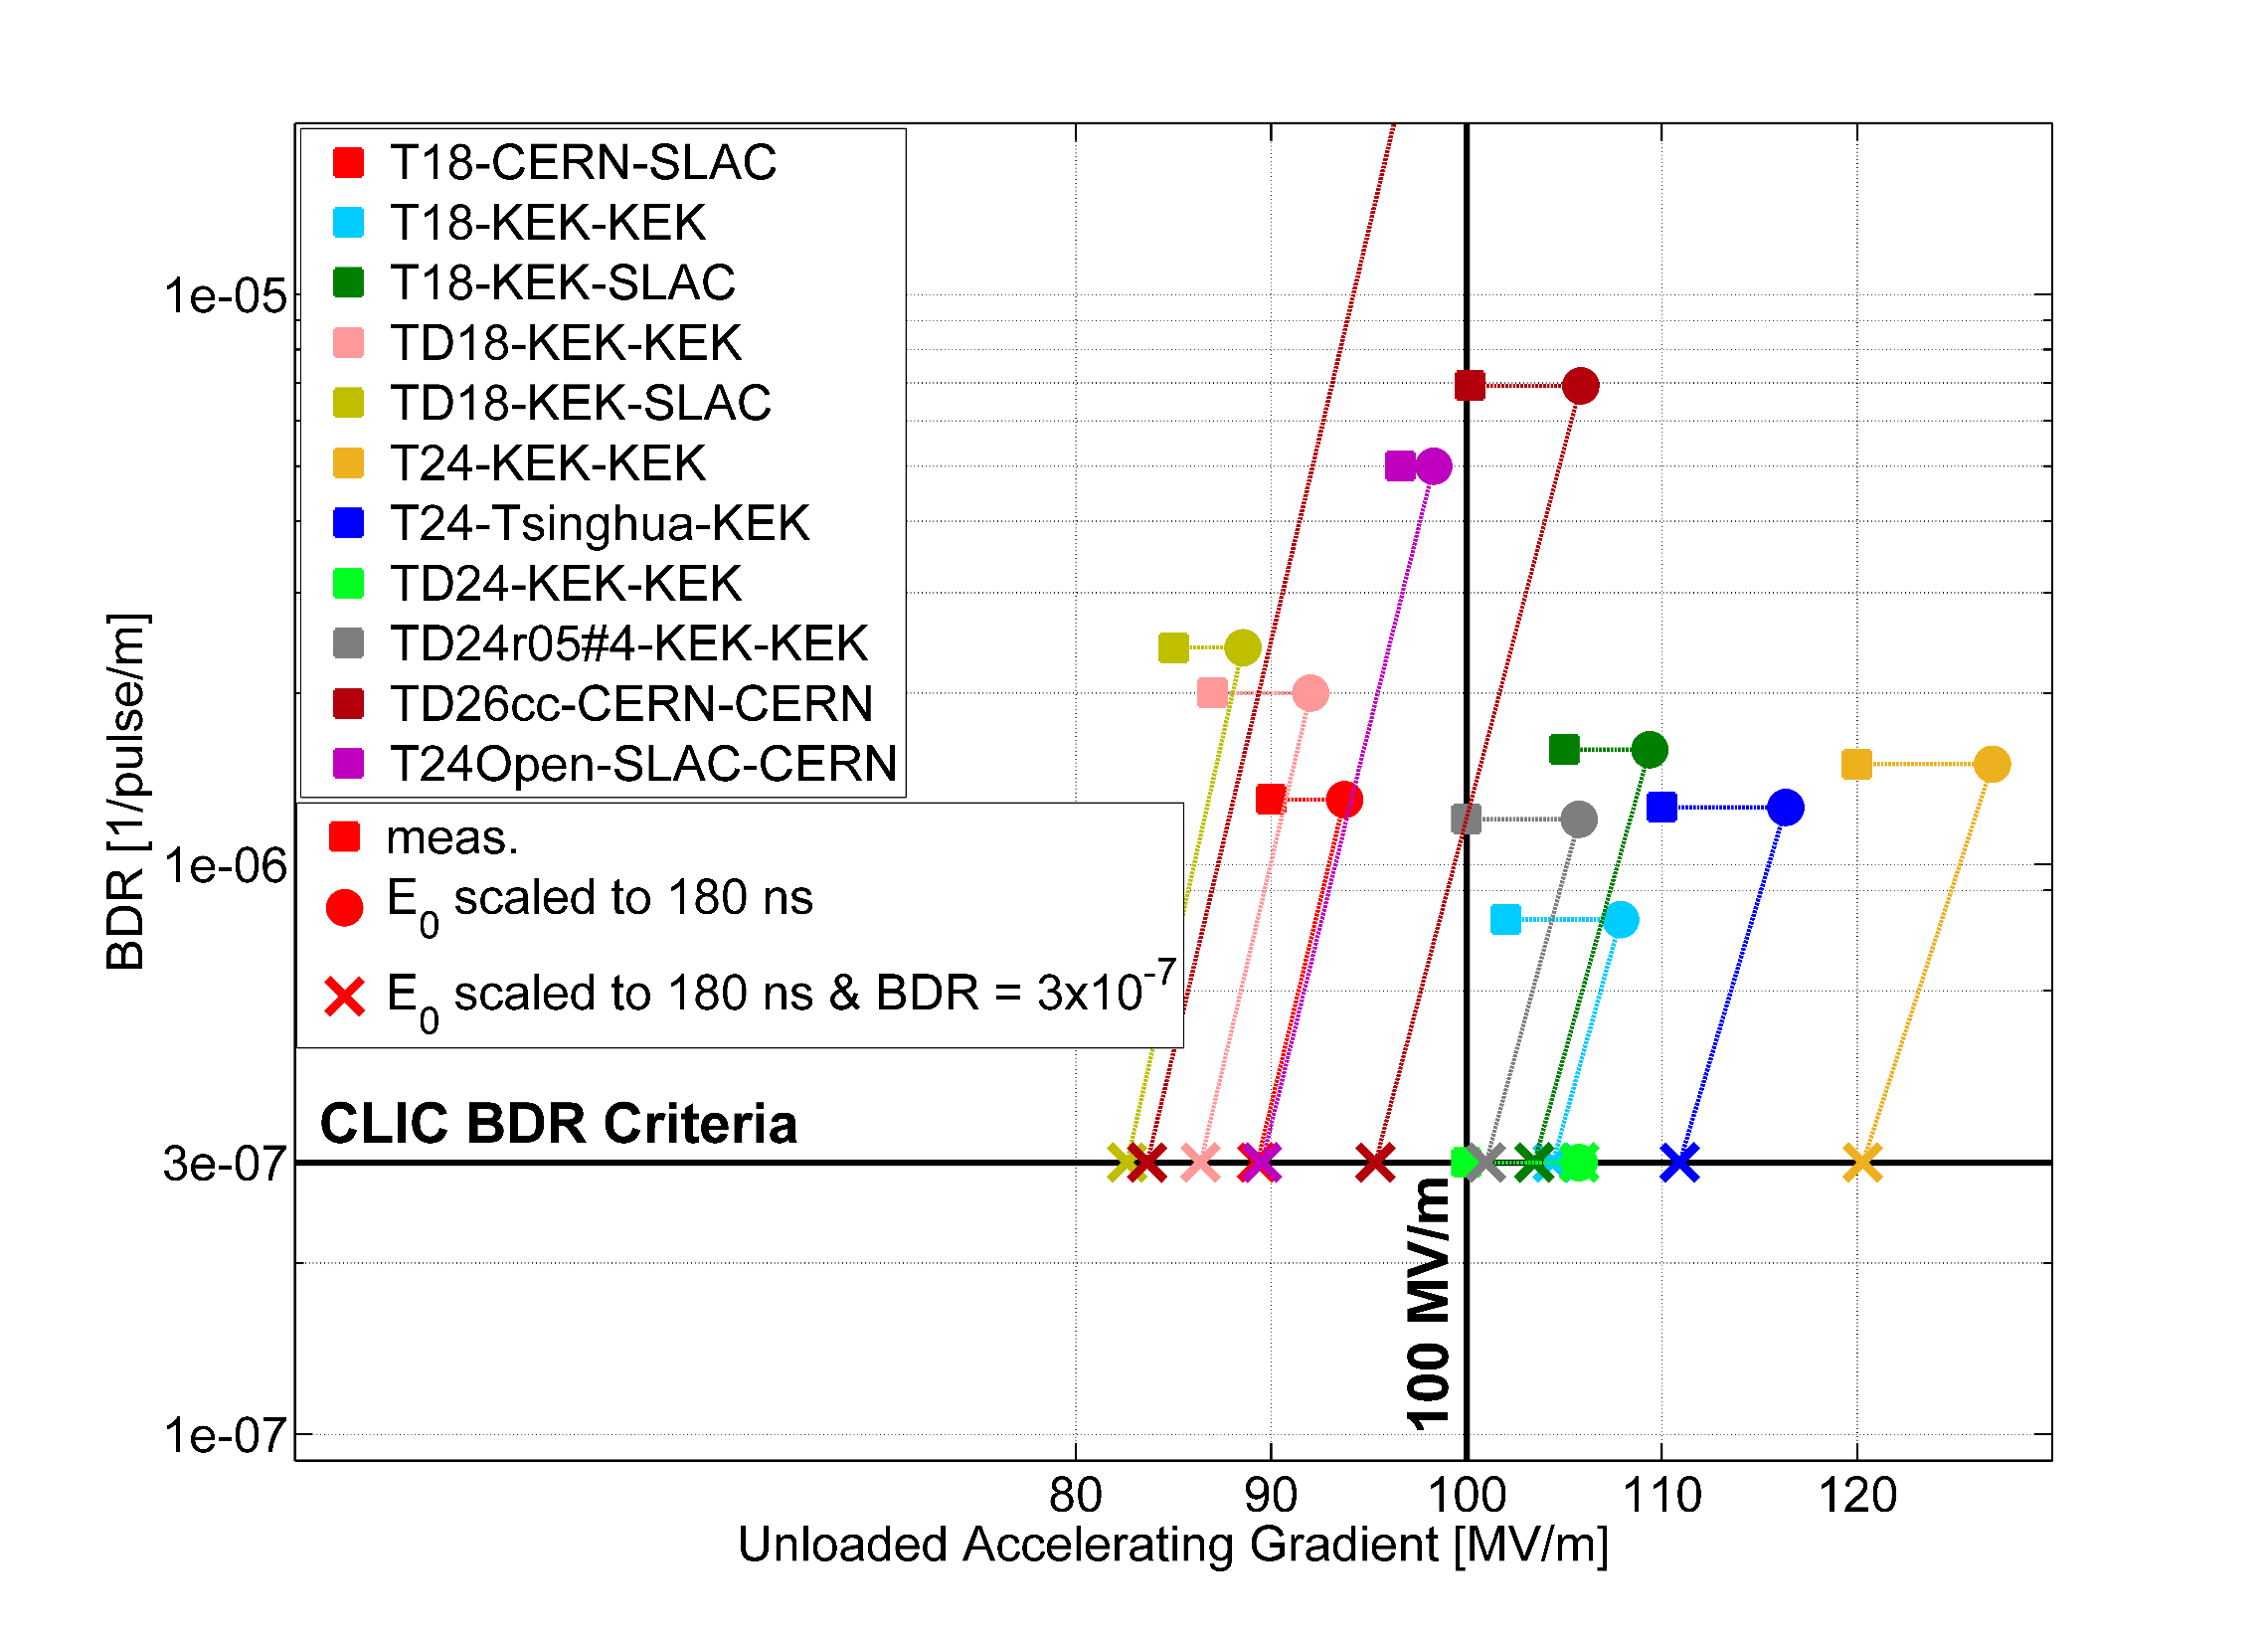 T18-CERN-SLAC
T18-KEK-KEK
T18-KEK-SLAC
TD18-KEK-KEK
TD18-KEK-SLAC
T24-KEK-KEK
T24-Tsinghua-KEK
TD24-KEK-KEK
TD24r05#4-KEK-KEK
TD26cc-CERN-CERN
T24Open-SLAC-CERN
meas.
E0 scaled to 180 ns
E0 scaled to 180 ns & BDR = 3x10-7
CLIC BDR Criteria
100 MV/m
BDR [1/pulse/m]
1e-05
1e-06
3e-07
1e-07
80 90 100 110 120
Unloaded Accelerating Gradient [MV/m]